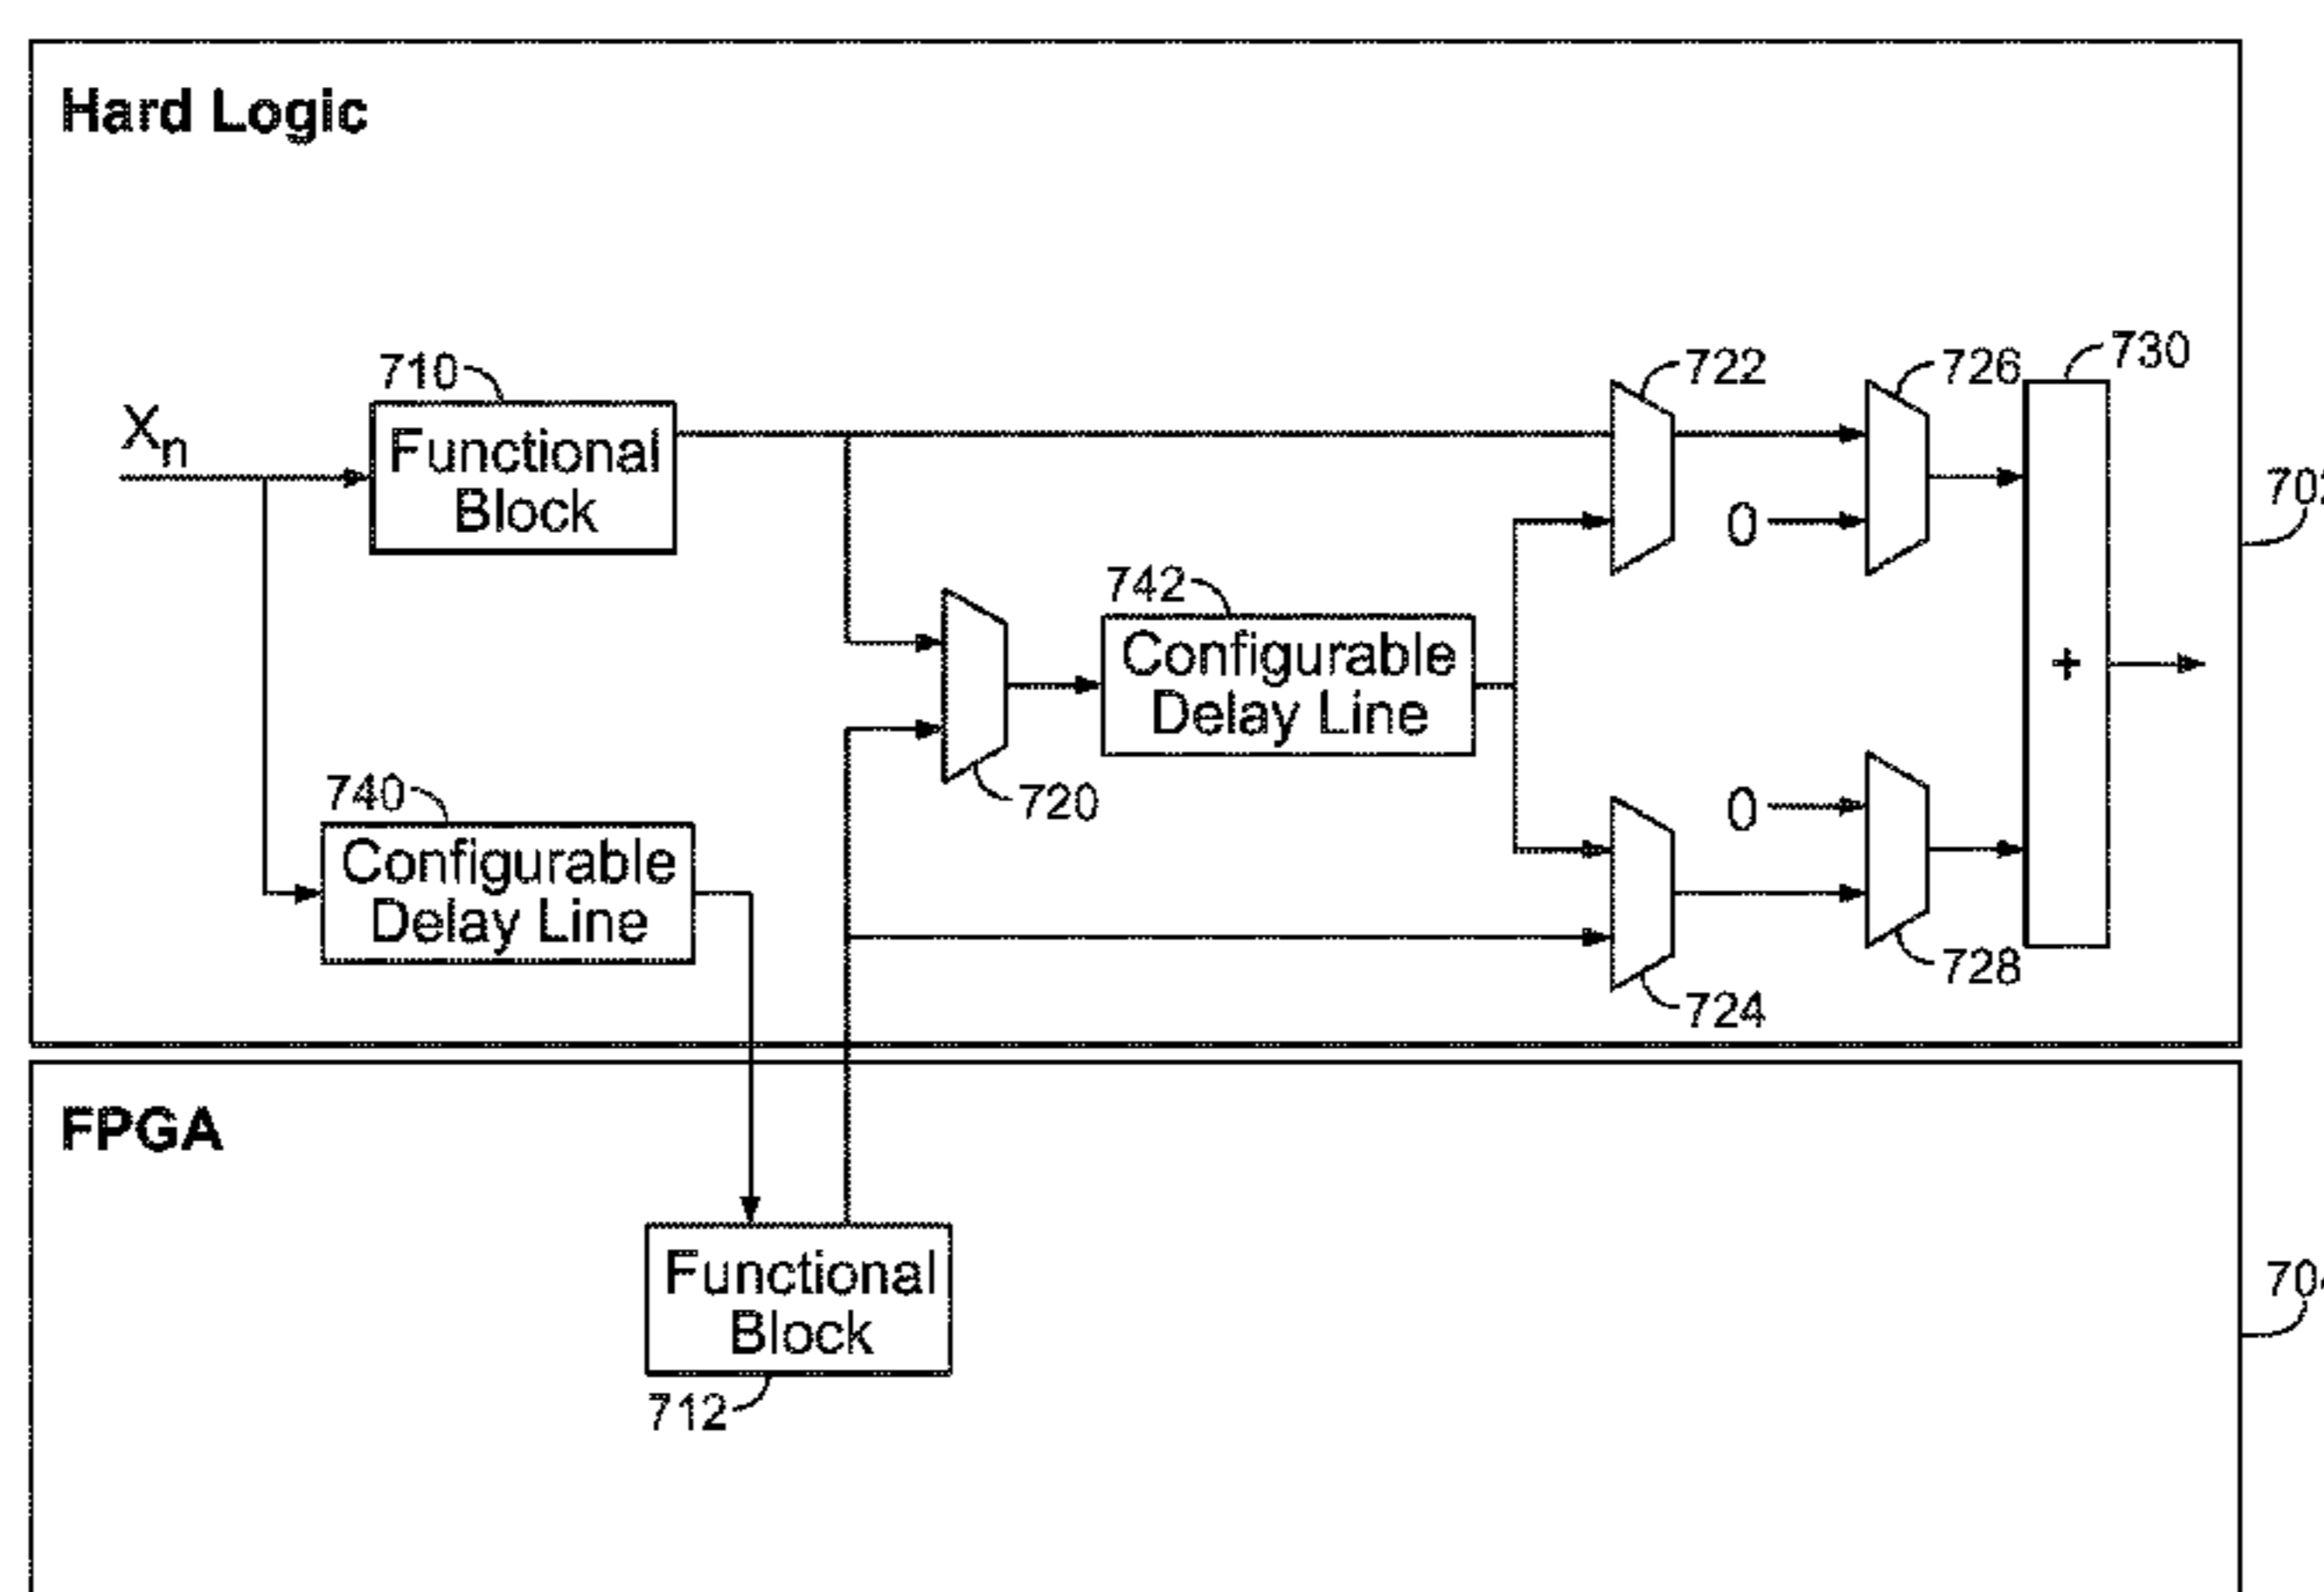 Hard Logic
710
722
726
730
Xn
Functional
Block
0
742
Configurable
Delay Line
720
740
Configurable
Delay Line
0
728
724
FPGA
Functional
Block
712